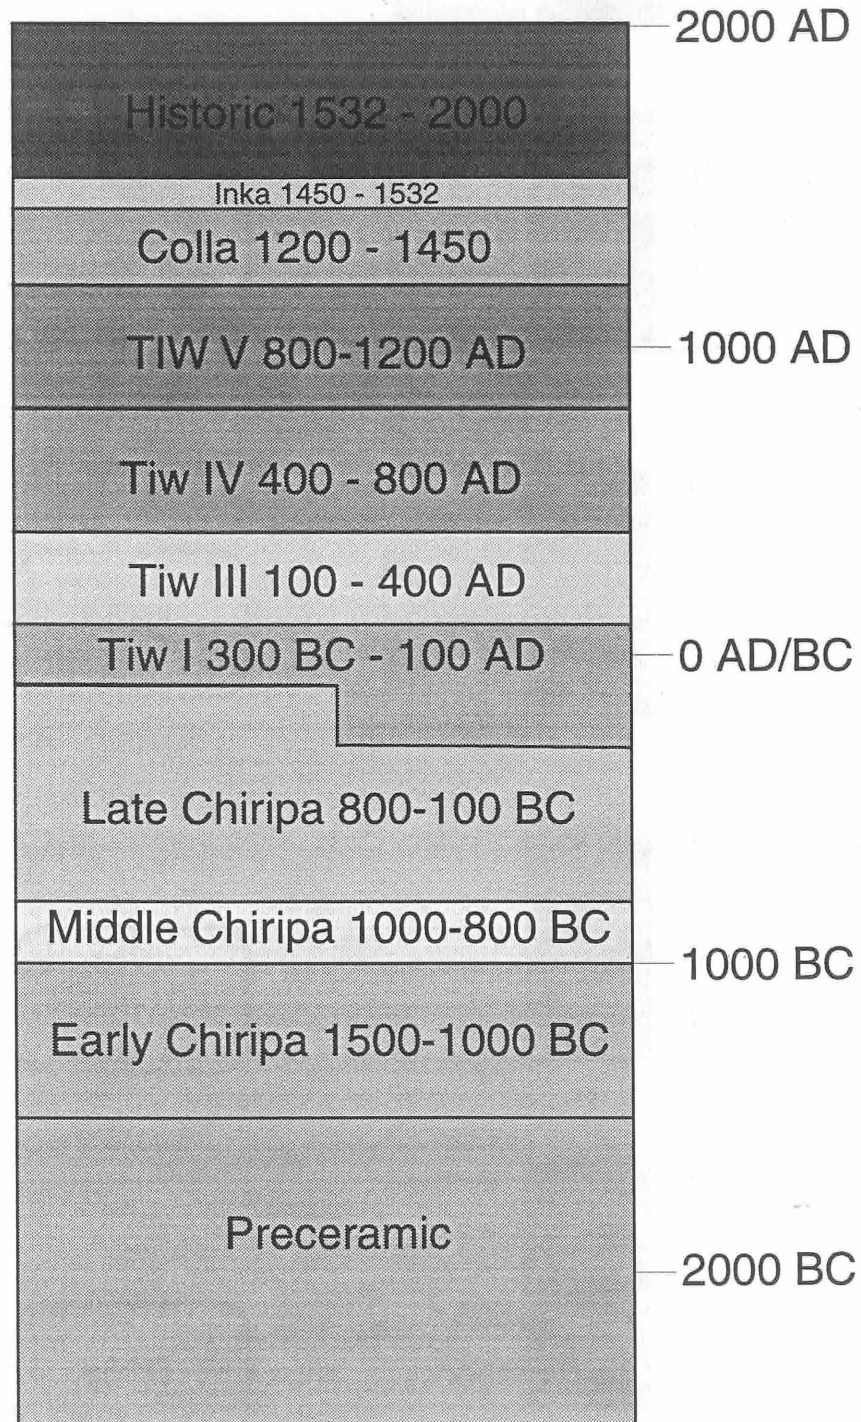 2000 AD
Historic 1532 - 2000
Inka 1450 - 1532
Colla 1200 - 1450
TIW V 800-1200 AD
1000 AD
Tiw IV 400 - 800 AD
Tiw III 100 - 400 AD
Tiw I 300 BC - 100 AD
0 AD/BC
Late Chiripa 800-100 BC
Middle Chiripa 1000-800 BC
1000 BC
Early Chiripa 1500-1000 BC
Preceramic
2000 BC